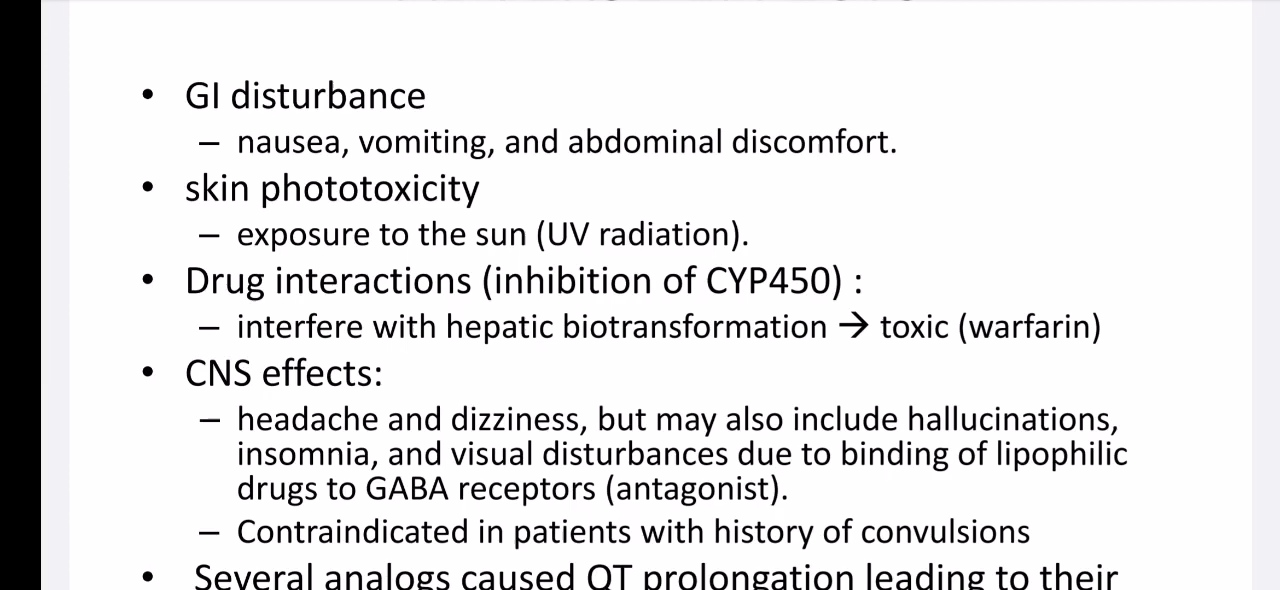 • GI disturbance
– nausea, vomiting, and abdominal discomfort.
• skin phototoxicity
– exposure to the sun (UV radiation).
• Drug interactions (inhibition of CYP450) :
– interfere with hepatic biotransformation → toxic (warfarin)
• CNS effects:
– headache and dizziness, but may also include hallucinations,
insomnia, and visual disturbances due to binding of lipophilic
drugs to GABA receptors (antagonist).
– Contraindicated in patients with history of convulsions
• Several analogs caused QT prolongation leading to their